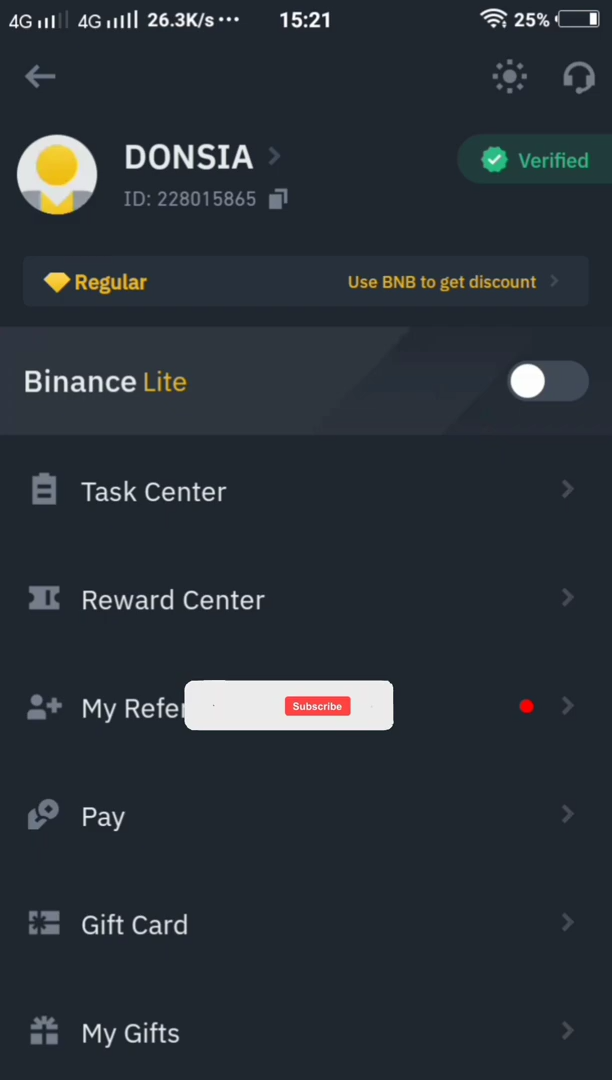 4G 4G 26.3K/s ••• 15:21 25%
DONSIA
Verified
ID: 228015865
Regular
Use BNB to get discount
Binance Lite
Task Center
Reward Center
My Refe
Subscribe
Pay
Gift Card
My Gifts